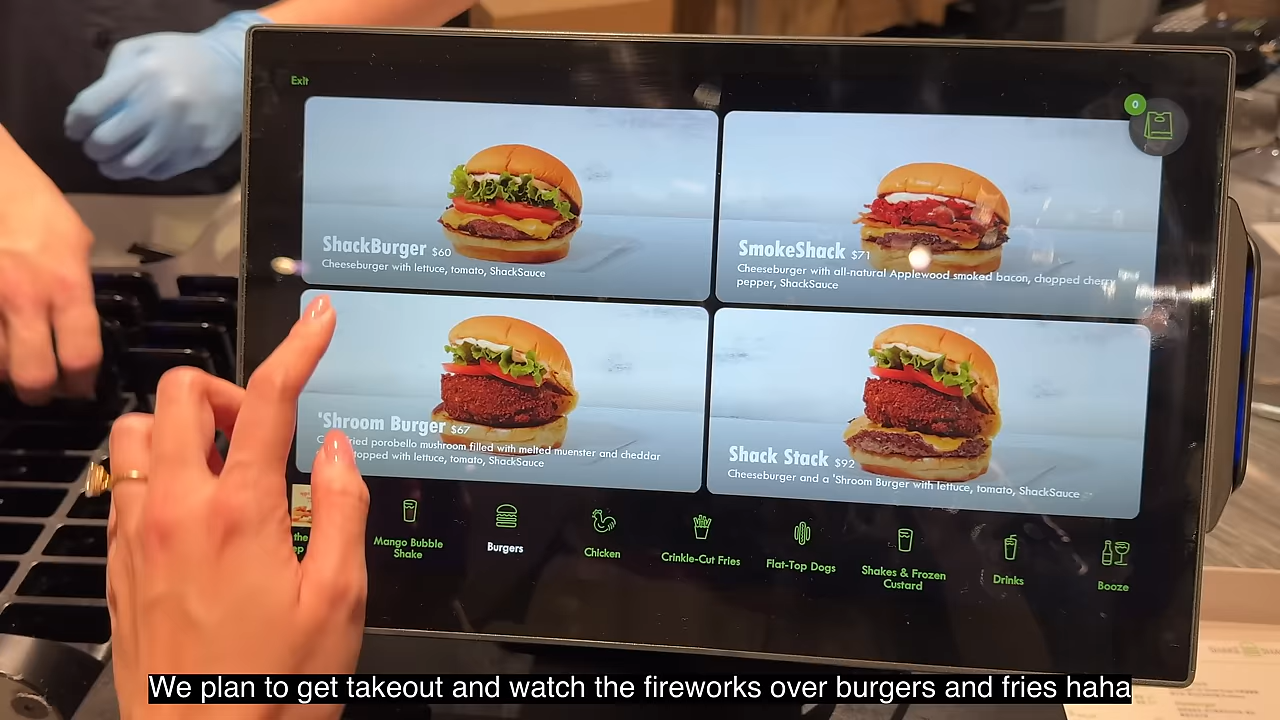 Exit
0
ShackBurger $60
Cheeseburger with lettuce, tomato, ShackSauce
SmokeShack $71
Cheeseburger with all-natural Applewood smoked bacon, chopped cherry
pepper, ShackSauce
'Shroom Burger $67
fried porobello mushroom filled with melted muenster and cheddar
topped with lettuce, tomato, ShackSauce
Shack Stack $92
Cheeseburger and a 'Shroom Burger with lettuce, tomato, ShackSauce
the
Mango Bubble
Shake
Burgers
Chicken
Crinkle-Cut Fries
Flat-Top Dogs
Shakes & Frozen
Custard
Drinks
Booze
We plan to get takeout and watch the fireworks over burgers and fries haha